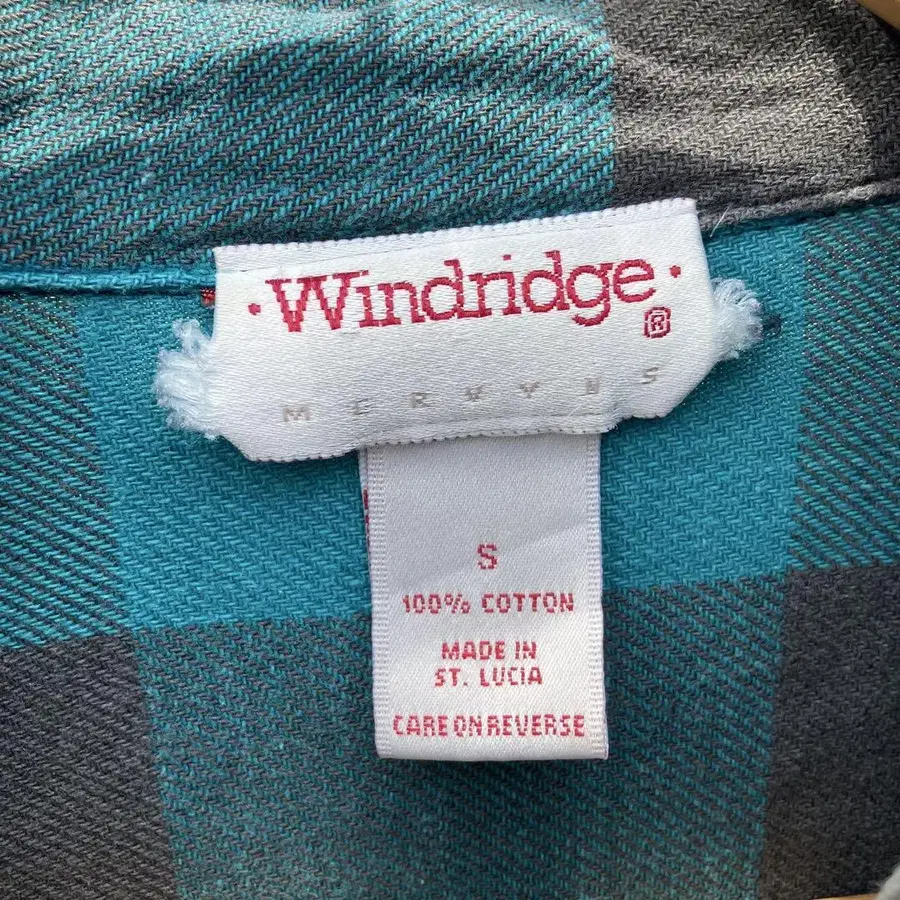 ·Windridge·
®
MERVYNS
S
100% COTTON
MADE IN
ST. LUCIA
CARE ON REVERSE